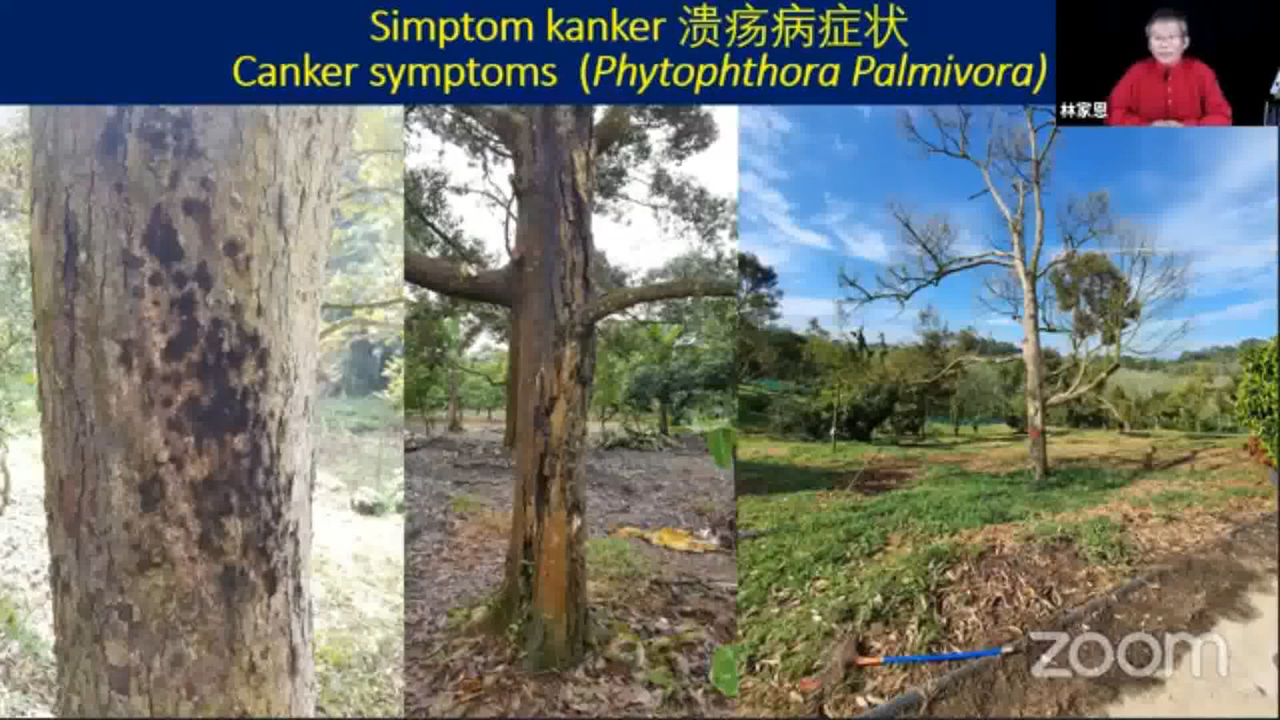 Simptom kanker 溃疡病症状
Canker symptoms (Phytophthora Palmivora)
林家恩
zoom